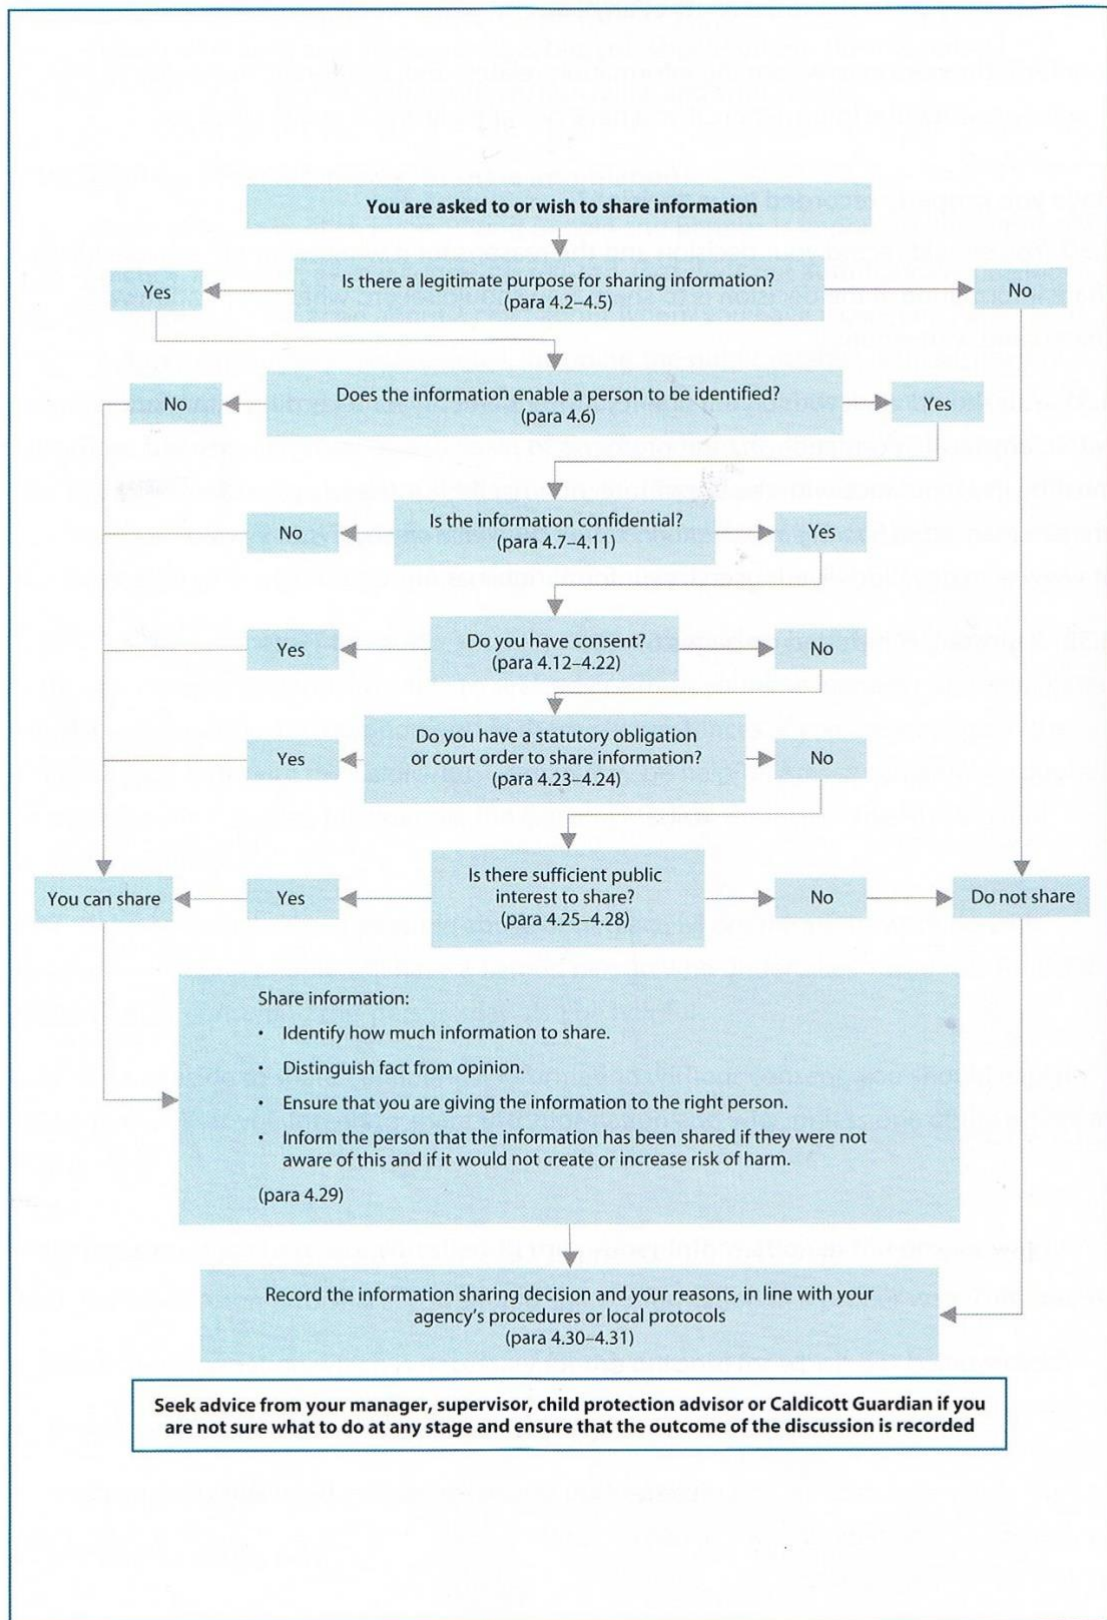 You are asked to or wish to share information
Yes
Is there a legitimate purpose for sharing information?
(para 4.2–4.5)
No
No
Does the information enable a person to be identified?
(para 4.6)
Yes
No
Is the information confidential?
(para 4.7–4.11)
Yes
Yes
Do you have consent?
(para 4.12–4.22)
No
Yes
Do you have a statutory obligation
or court order to share information?
(para 4.23–4.24)
No
You can share
Yes
Is there sufficient public
interest to share?
(para 4.25–4.28)
No
Do not share
Share information:
• Identify how much information to share.
• Distinguish fact from opinion.
• Ensure that you are giving the information to the right person.
• Inform the person that the information has been shared if they were not
aware of this and if it would not create or increase risk of harm.
(para 4.29)
Record the information sharing decision and your reasons, in line with your
agency's procedures or local protocols
(para 4.30–4.31)
Seek advice from your manager, supervisor, child protection advisor or Caldicott Guardian if you
are not sure what to do at any stage and ensure that the outcome of the discussion is recorded